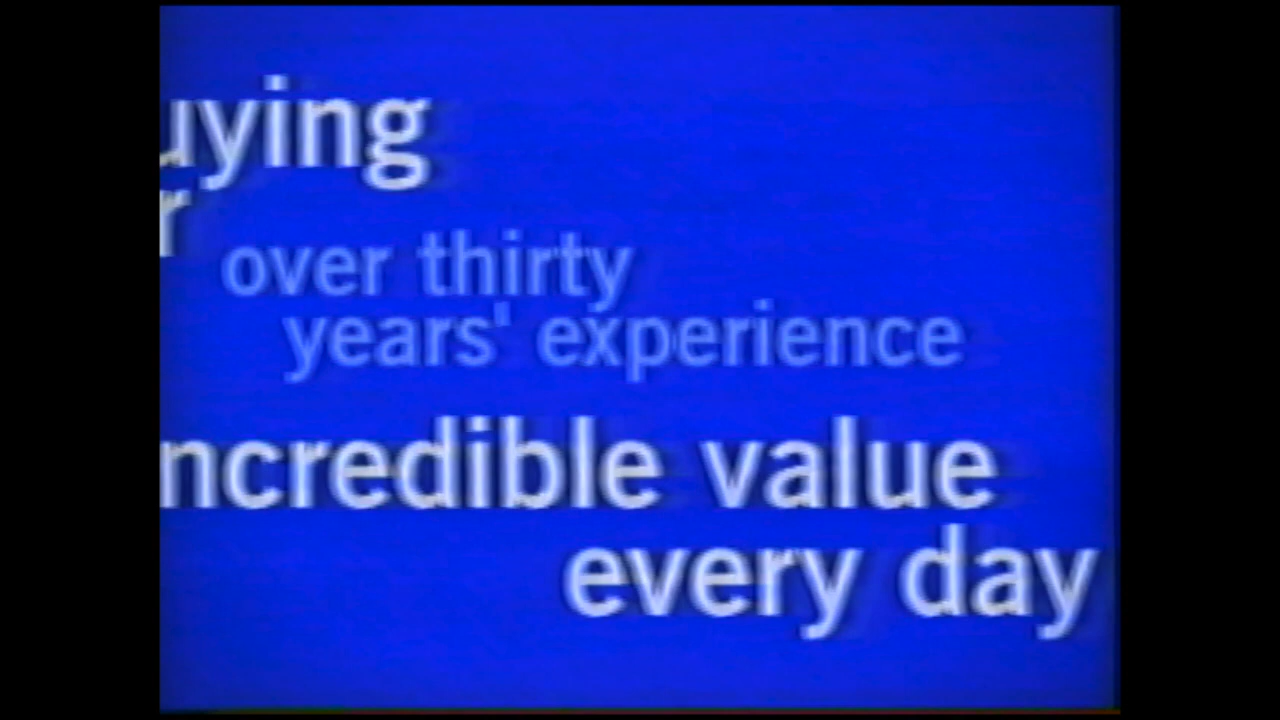 uying
r
over thirty
years' experience
ncredible value
every day